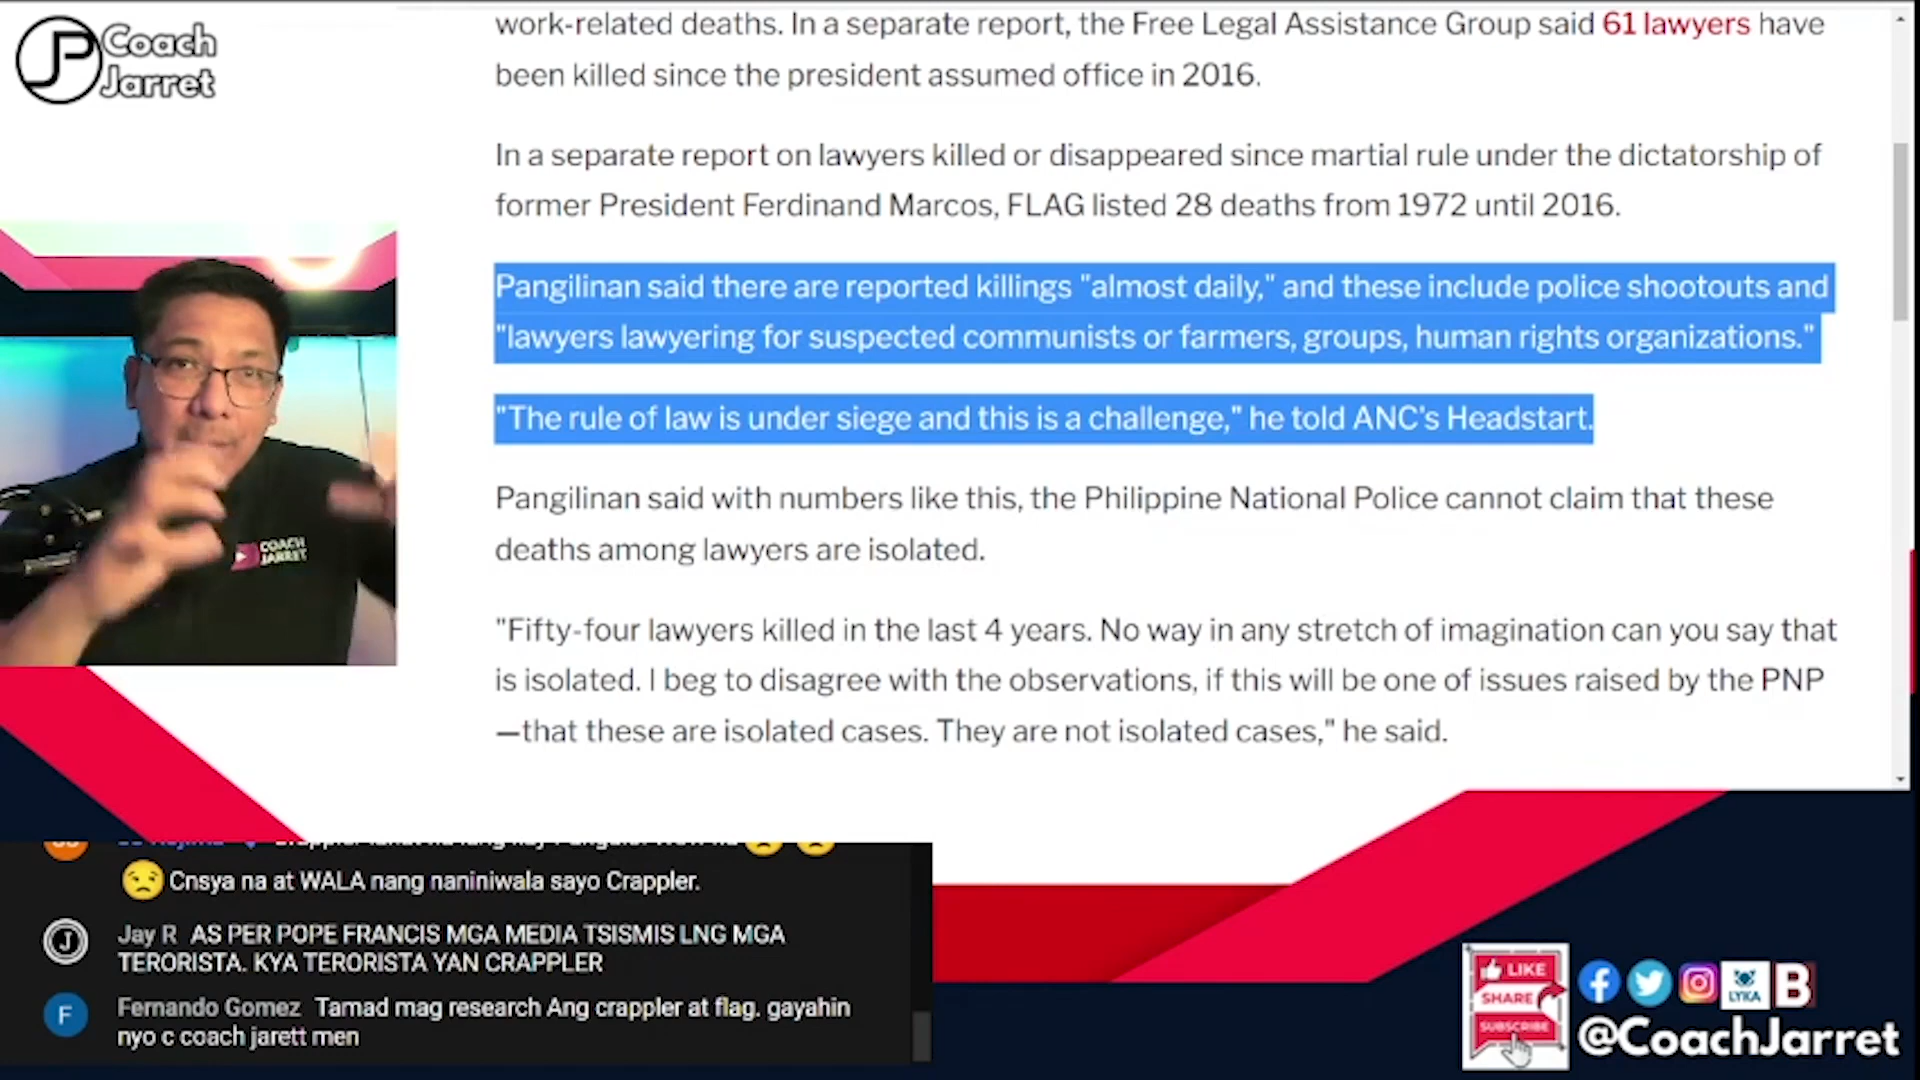 Coach
Jarret
work-related deaths. In a separate report, the Free Legal Assistance Group said 61 lawyers have
been killed since the president assumed office in 2016.
In a separate report on lawyers killed or disappeared since martial rule under the dictatorship of
former President Ferdinand Marcos, FLAG listed 28 deaths from 1972 until 2016.
Pangilinan said there are reported killings "almost daily," and these include police shootouts and
"lawyers lawyering for suspected communists or farmers, groups, human rights organizations."
"The rule of law is under siege and this is a challenge," he told ANC's Headstart.
Pangilinan said with numbers like this, the Philippine National Police cannot claim that these
deaths among lawyers are isolated.
"Fifty-four lawyers killed in the last 4 years. No way in any stretch of imagination can you say that
is isolated. I beg to disagree with the observations, if this will be one of issues raised by the PNP
—that these are isolated cases. They are not isolated cases," he said.
COACH
JARRET
Cnsya na at WALA nang naniniwala sayo Crappler.
Jay R AS PER POPE FRANCIS MGA MEDIA TSISMIS LNG MGA
TERORISTA. KYA TERORISTA YAN CRAPPLER
Fernando Gomez Tamad mag research Ang crappler at flag. gayahin
nyo c coach jarett men
LIKE
SHARE
SUBSCRIBE
LYKA
@CoachJarret